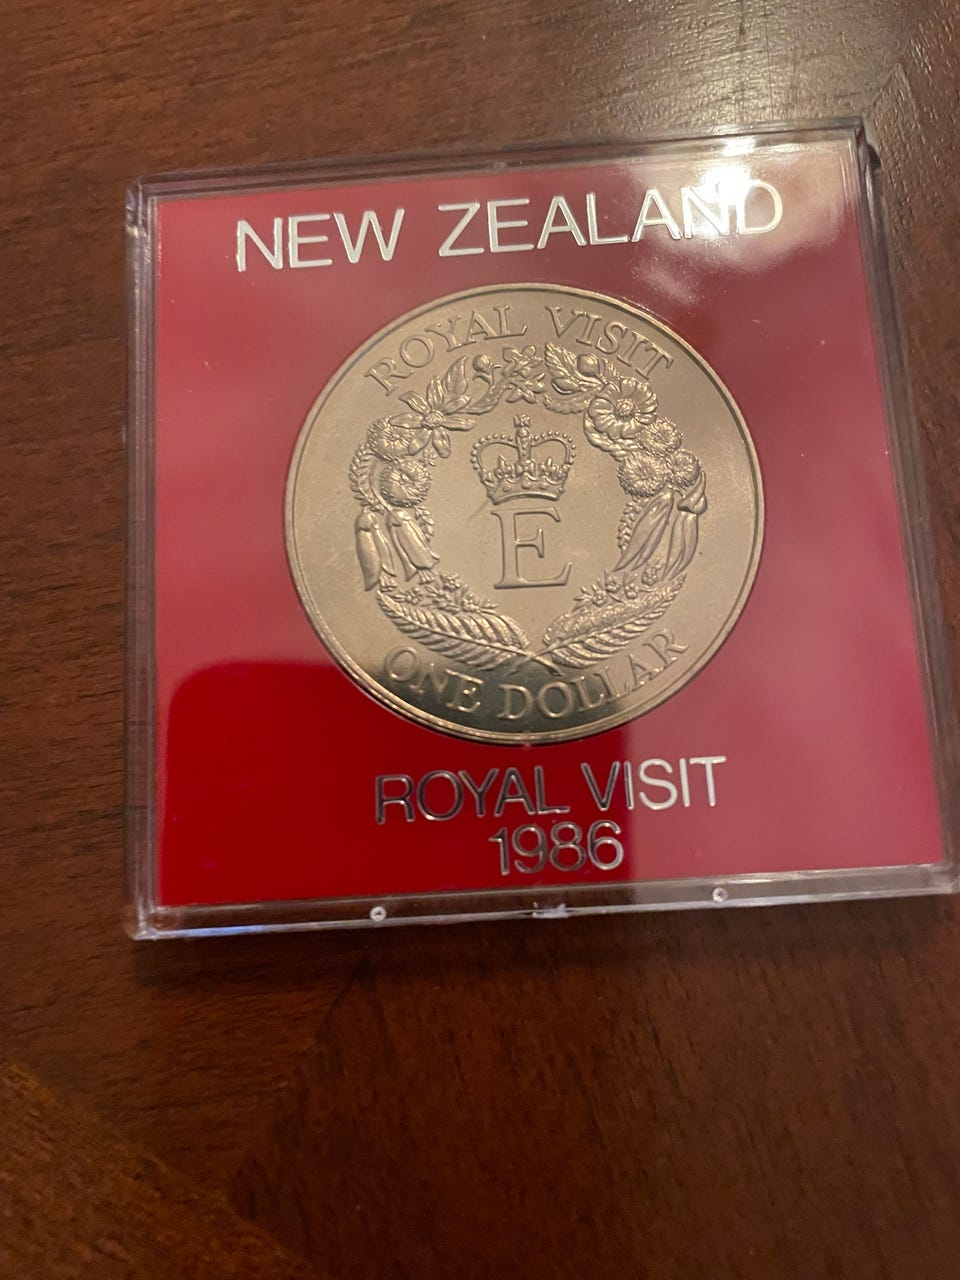 NEW ZEALAND
ROYAL VISIT
E
ONE DOLLAR
ROYAL VISIT
1986